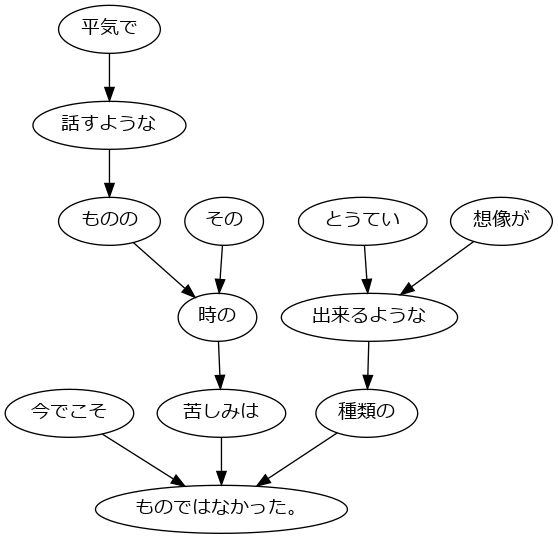 平気で
話すような
ものの
その
とうてい
想像が
時の
出来るような
今でこそ
苦しみは
種類の
ものではなかった。